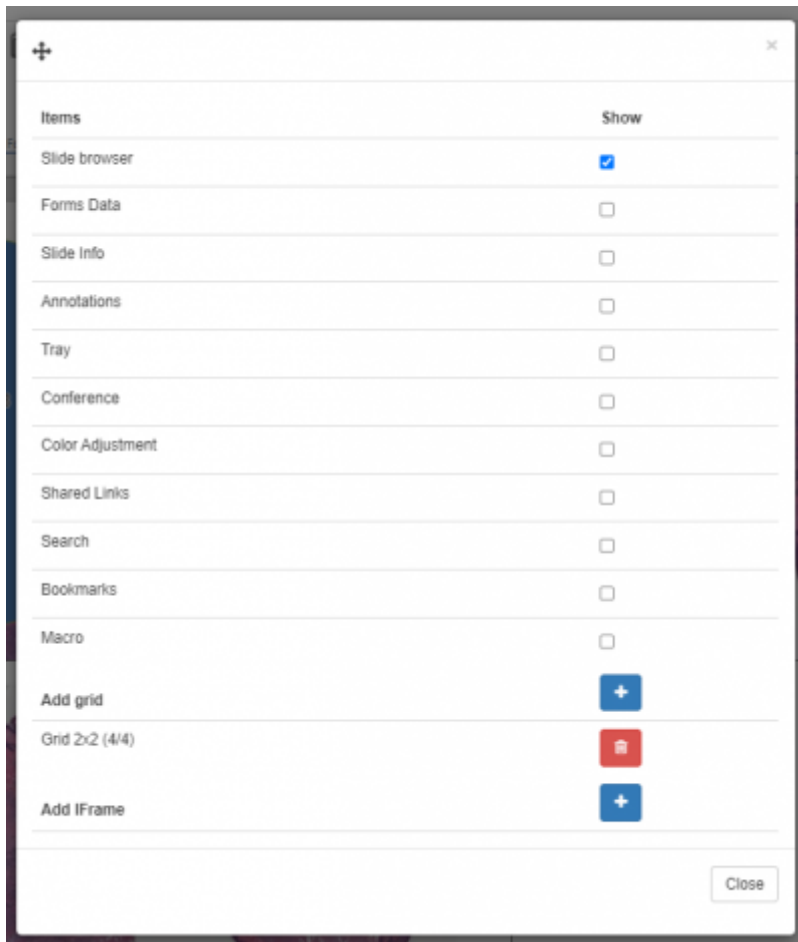 Items Show
Slide browser
Forms Data
Slide Info
Annotations
Tray
Conference
Color Adjustment
Shared Links
Search
Bookmarks
Macro
Add grid
Grid 2x2 (4/4)
Add IFrame
Close